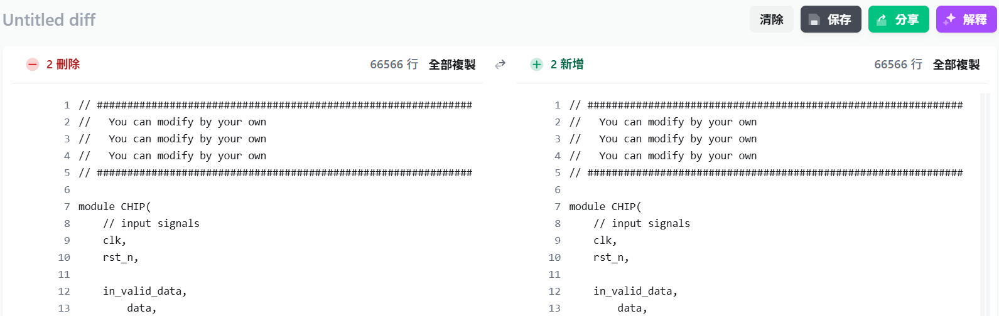 Untitled diff
清除
保存
分享
解釋
2 刪除
66566 行
全部複製
2 新增
66566 行
全部複製
1 // ##############################################################
2 //   You can modify by your own
3 //   You can modify by your own
4 //   You can modify by your own
5 // ##############################################################
6
7 module CHIP(
8     // input signals
9     clk,
10     rst_n,
11
12     in_valid_data,
13         data,
1 // ##############################################################
2 //   You can modify by your own
3 //   You can modify by your own
4 //   You can modify by your own
5 // ##############################################################
6
7 module CHIP(
8     // input signals
9     clk,
10     rst_n,
11
12     in_valid_data,
13         data,